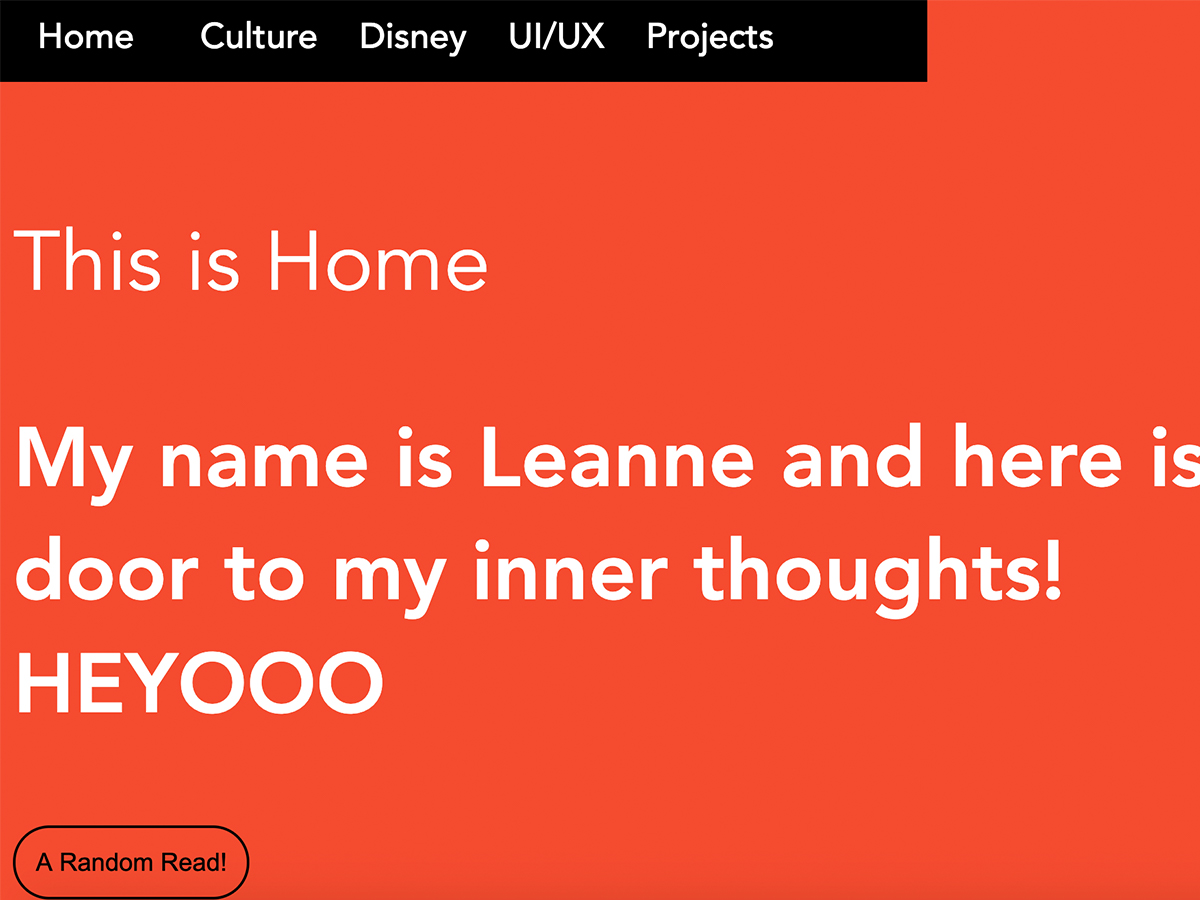 Home Culture Disney UI/UX Projects
This is Home
My name is Leanne and here is
door to my inner thoughts!
HEYOOO
A Random Read!